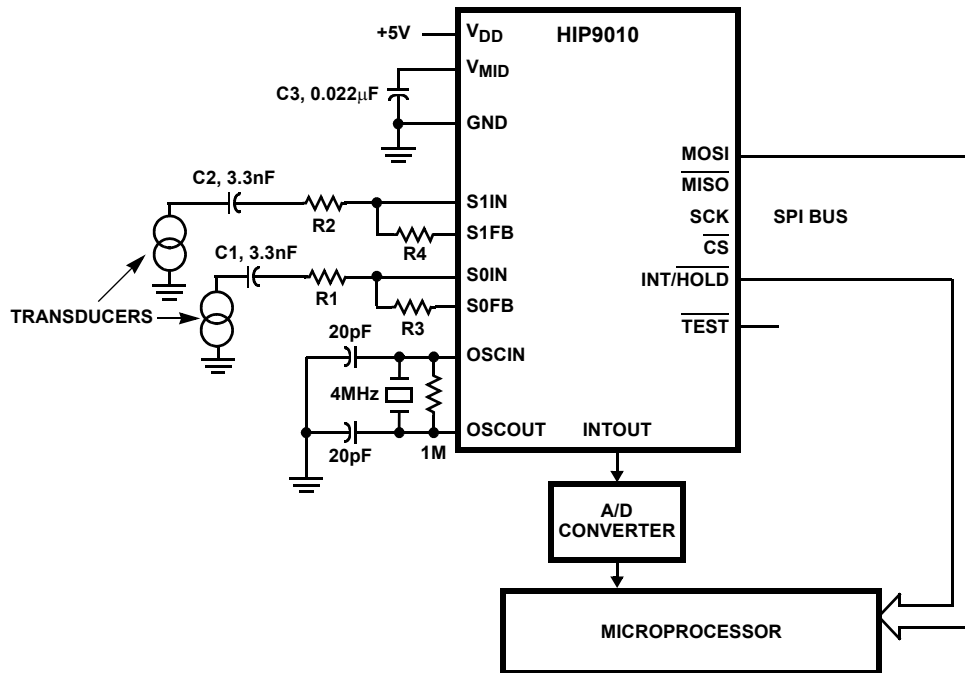 HIP9010
+5V
VDD
VMID
C3, 0.022μF
GND
MOSI
MISO
SCK
SPI BUS
CS
INT/HOLD
TEST
C2, 3.3nF
R2
S1IN
S1FB
R4
C1, 3.3nF
R1
S0IN
S0FB
R3
TRANSDUCERS
20pF
OSCIN
4MHz
OSCOUT
INTOUT
20pF
1M
A/D
CONVERTER
MICROPROCESSOR